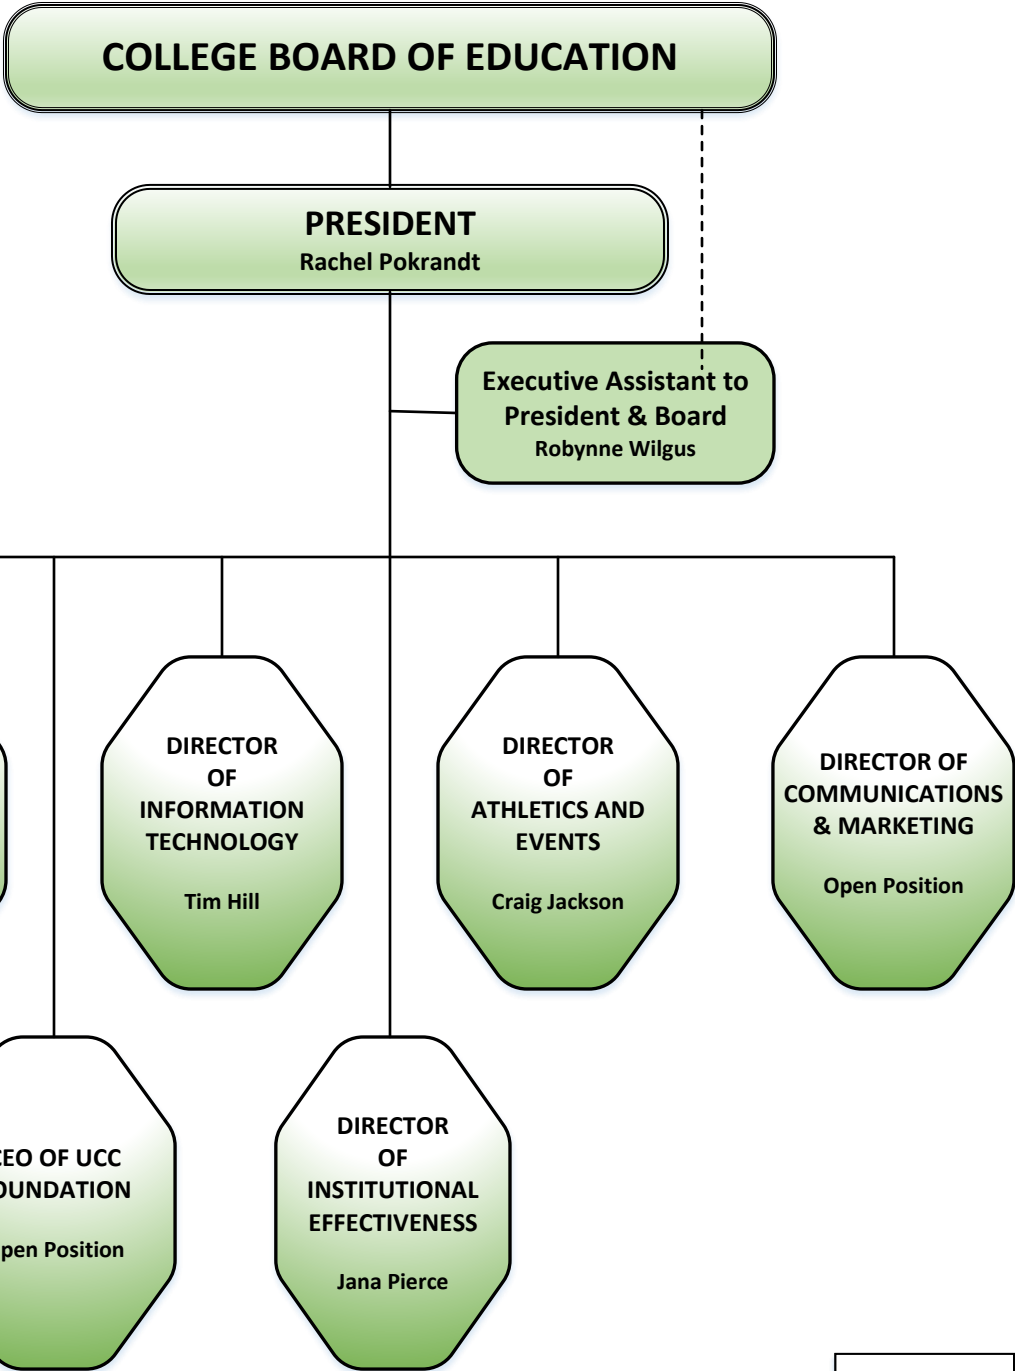 COLLEGE BOARD OF EDUCATION
PRESIDENT
Rachel Pokrandt
Executive Assistant to
President & Board
Robynne Wilgus
DIRECTOR
OF
INFORMATION
TECHNOLOGY
Tim Hill
DIRECTOR
OF
ATHLETICS AND
EVENTS
Craig Jackson
DIRECTOR OF
COMMUNICATIONS
& MARKETING
Open Position
OF UCC
Position
DIRECTOR
OF
INSTITUTIONAL
EFFECTIVENESS
Jana Pierce